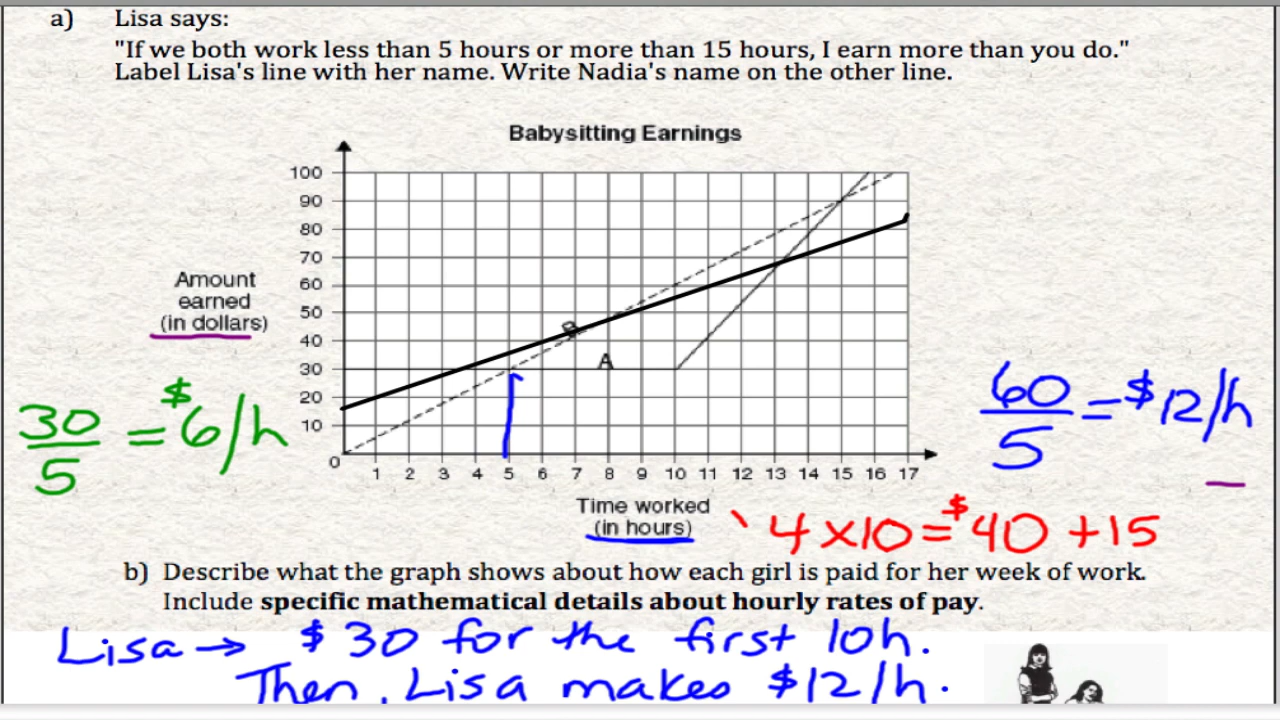 a) Lisa says:
"If we both work less than 5 hours or more than 15 hours, I earn more than you do."
Label Lisa's line with her name. Write Nadia's name on the other line.
Babysitting Earnings
100
90
80
70
60
50
40
30
20
10
0
Amount
earned
(in dollars)
B
A
1 2 3 4 5 6 7 8 9 10 11 12 13 14 15 16 17
Time worked
(in hours)
30/5 = $6/h
60/5 = $12/h
4 x 10 = $40 + 15
b) Describe what the graph shows about how each girl is paid for her week of work.
Include specific mathematical details about hourly rates of pay.
Lisa → $30 for the first 10h.
Then, Lisa makes $12/h.